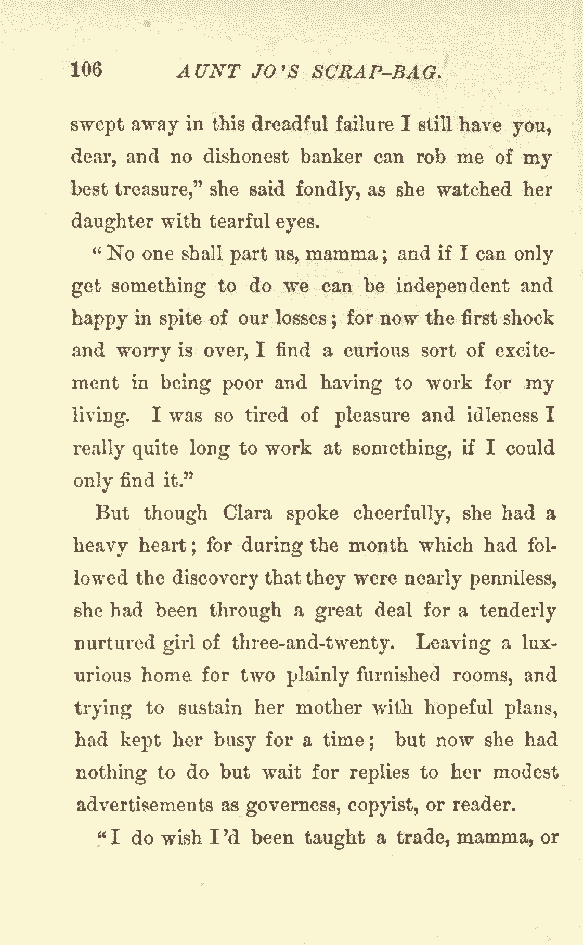 106 AUNT JO'S SCRAP-BAG.
swept away in this dreadful failure I still have you,
dear, and no dishonest banker can rob me of my
best treasure,” she said fondly, as she watched her
daughter with tearful eyes.
“No one shall part us, mamma; and if I can only
get something to do we can be independent and
happy in spite of our losses; for now the first shock
and worry is over, I find a curious sort of excite-
ment in being poor and having to work for my
living. I was so tired of pleasure and idleness I
really quite long to work at something, if I could
only find it.”
But though Clara spoke cheerfully, she had a
heavy heart; for during the month which had fol-
lowed the discovery that they were nearly penniless,
she had been through a great deal for a tenderly
nurtured girl of three-and-twenty. Leaving a lux-
urious home for two plainly furnished rooms, and
trying to sustain her mother with hopeful plans,
had kept her busy for a time; but now she had
nothing to do but wait for replies to her modest
advertisements as governess, copyist, or reader.
“I do wish I'd been taught a trade, mamma, or